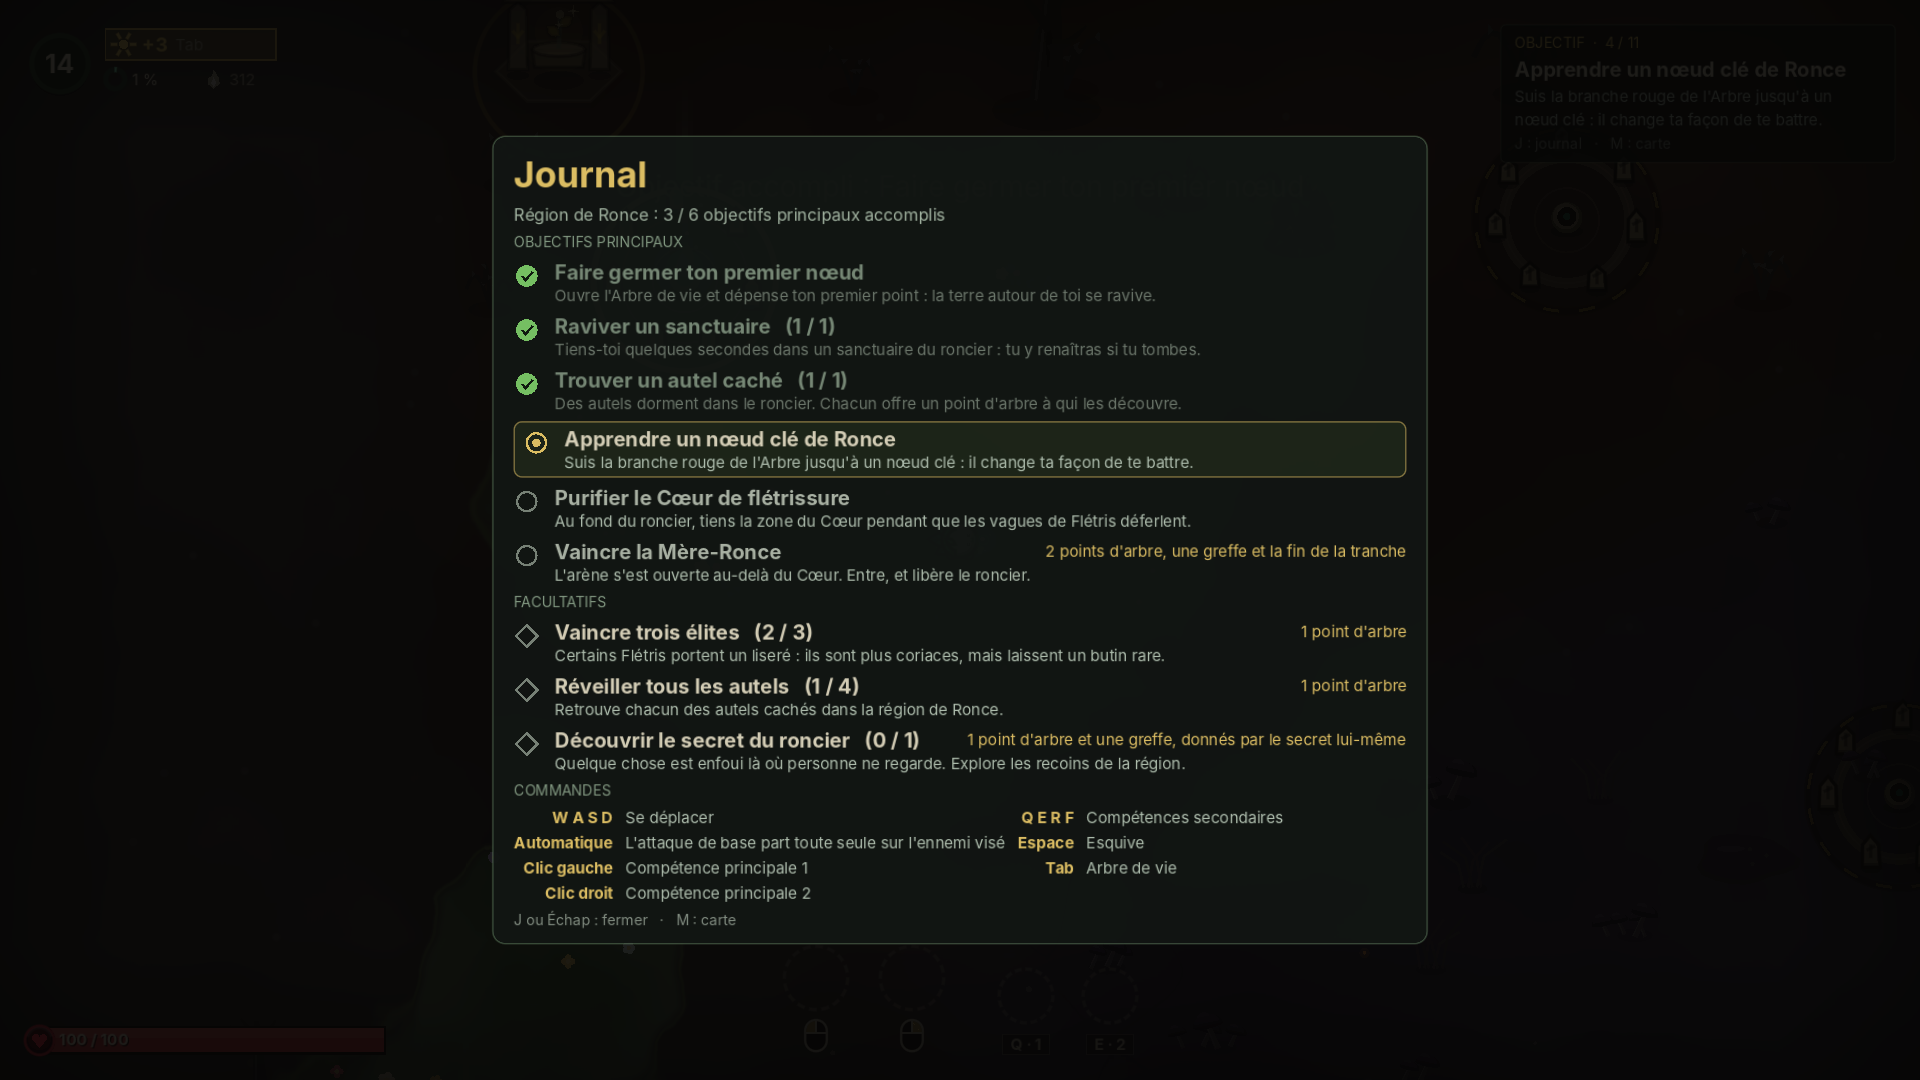 14
+3 Tab
1 %
312
OBJECTIF · 4 / 11
Apprendre un nœud clé de Ronce
Suis la branche rouge de l'Arbre jusqu'à un
nœud clé : il change ta façon de te battre.
J : journal · M : carte
Journal
Région de Ronce : 3 / 6 objectifs principaux accomplis
OBJECTIFS PRINCIPAUX
Faire germer ton premier nœud
Ouvre l'Arbre de vie et dépense ton premier point : la terre autour de toi se ravive.
Raviver un sanctuaire (1 / 1)
Tiens-toi quelques secondes dans un sanctuaire du roncier : tu y renaîtras si tu tombes.
Trouver un autel caché (1 / 1)
Des autels dorment dans le roncier. Chacun offre un point d'arbre à qui les découvre.
Apprendre un nœud clé de Ronce
Suis la branche rouge de l'Arbre jusqu'à un nœud clé : il change ta façon de te battre.
Purifier le Cœur de flétrissure
Au fond du roncier, tiens la zone du Cœur pendant que les vagues de Flétris déferlent.
Vaincre la Mère-Ronce 2 points d'arbre, une greffe et la fin de la tranche
L'arène s'est ouverte au-delà du Cœur. Entre, et libère le roncier.
FACULTATIFS
Vaincre trois élites (2 / 3) 1 point d'arbre
Certains Flétris portent un liseré : ils sont plus coriaces, mais laissent un butin rare.
Réveiller tous les autels (1 / 4) 1 point d'arbre
Retrouve chacun des autels cachés dans la région de Ronce.
Découvrir le secret du roncier (0 / 1) 1 point d'arbre et une greffe, donnés par le secret lui-même
Quelque chose est enfoui là où personne ne regarde. Explore les recoins de la région.
COMMANDES
W A S D Se déplacer Q E R F Compétences secondaires
Automatique L'attaque de base part toute seule sur l'ennemi visé Espace Esquive
Clic gauche Compétence principale 1 Tab Arbre de vie
Clic droit Compétence principale 2
J ou Échap : fermer · M : carte
100 / 100
Q · 1
E · 2